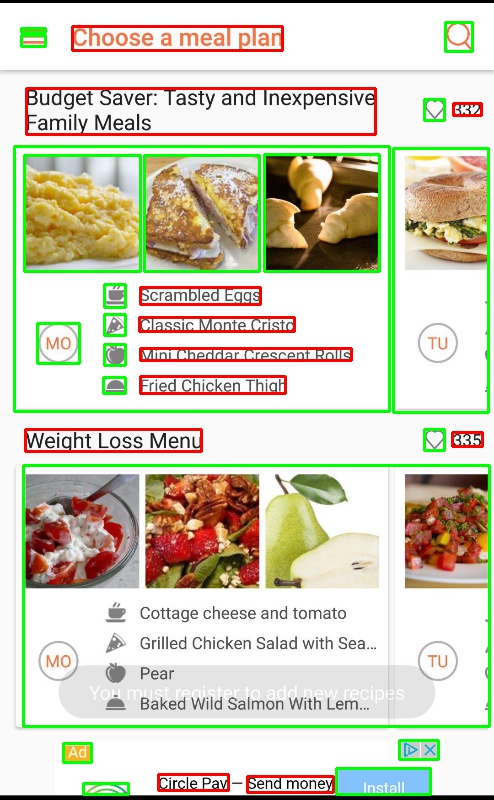 Choose a meal plan
Budget Saver: Tasty and Inexpensive
Family Meals
332
Scrambled Eggs
Classic Monte Cristo
MO
TU
Mini Cheddar Crescent Rolls
Fried Chicken Thigh
Weight Loss Menu
335
Cottage cheese and tomato
Grilled Chicken Salad with Sea...
MO
TU
Pear
You must register to add new recipes
Baked Wild Salmon With Lem...
Ad
Circle Pay — Send money
Install